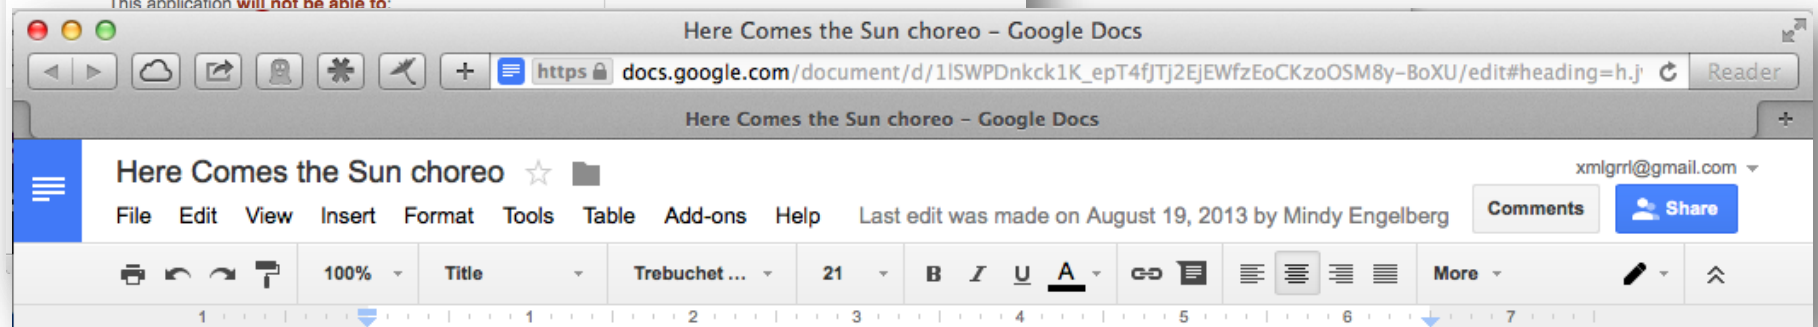 This application will not be able to:
Here Comes the Sun choreo – Google Docs
https docs.google.com/document/d/1lSWPDnkck1K_epT4fJTj2EjEWfzEoCKzoOSM8y-BoXU/edit#heading=h.j Reader
Here Comes the Sun choreo – Google Docs
Here Comes the Sun choreo
xmlgrrl@gmail.com
File Edit View Insert Format Tools Table Add-ons Help Last edit was made on August 19, 2013 by Mindy Engelberg Comments Share
100% Title Trebuchet ... 21 B I U A More
1 1 2 3 4 5 6 7